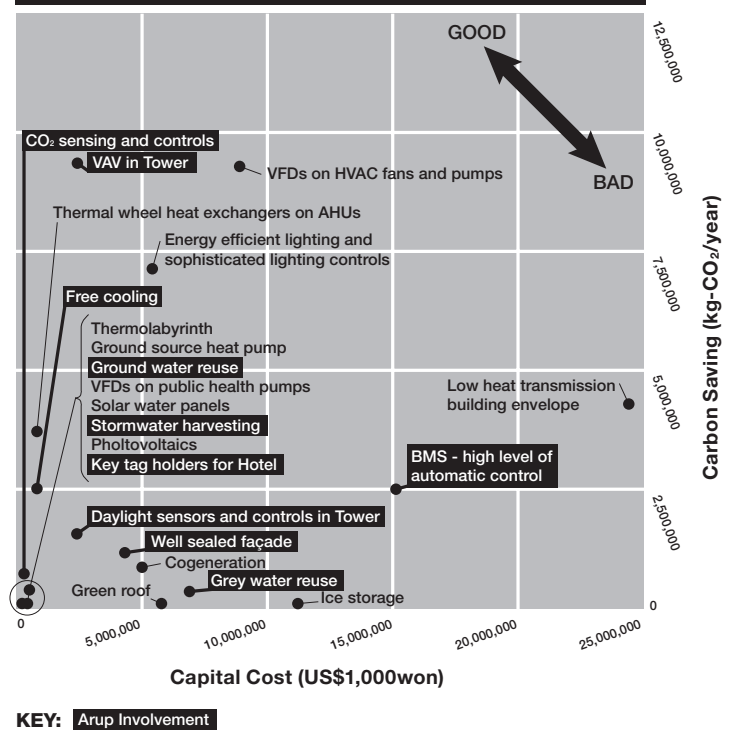 GOOD
12,500,000
CO₂ sensing and controls
10,000,000
VAV in Tower
VFDs on HVAC fans and pumps
BAD
Thermal wheel heat exchangers on AHUs
Energy efficient lighting and
sophisticated lighting controls
7,500,000
Free cooling
Thermolabyrinth
Ground source heat pump
Ground water reuse
VFDs on public health pumps
Solar water panels
Stormwater harvesting
Pholtovoltaics
Key tag holders for Hotel
Low heat transmission
building envelope
5,000,000
BMS - high level of
automatic control
Daylight sensors and controls in Tower
2,500,000
Well sealed façade
Cogeneration
Grey water reuse
Green roof
Ice storage
0
Carbon Saving (kg-CO₂/year)
0
5,000,000
10,000,000
15,000,000
20,000,000
25,000,000
Capital Cost (US$1,000won)
KEY: Arup Involvement